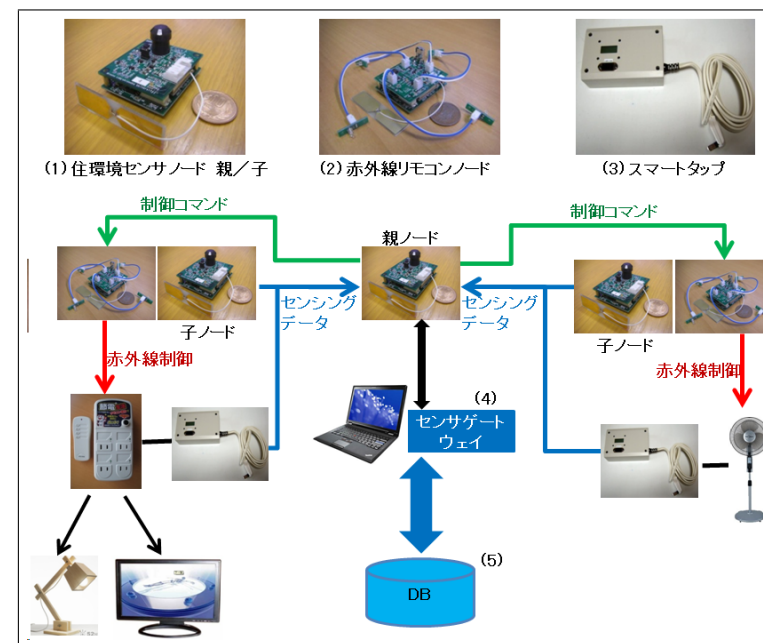 (1)住環境センサノード 親／子
(2)赤外線リモコンノード
(3)スマートタップ
制御コマンド
制御コマンド
親ノード
センシング
データ
センシング
データ
子ノード
子ノード
赤外線制御
赤外線制御
(4)
センサゲート
ウェイ
(5)
DB